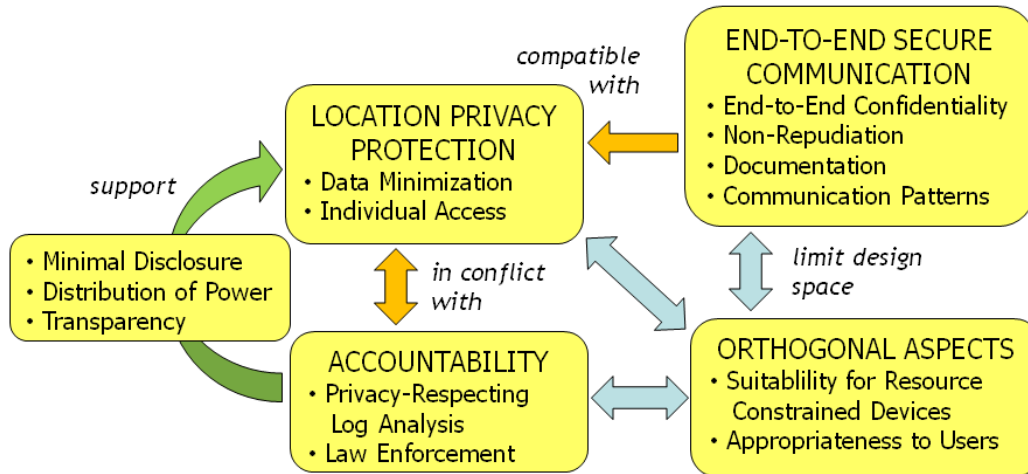 END-TO-END SECURE
COMMUNICATION
• End-to-End Confidentiality
• Non-Repudiation
• Documentation
• Communication Patterns
compatible
with
LOCATION PRIVACY
PROTECTION
• Data Minimization
• Individual Access
support
• Minimal Disclosure
• Distribution of Power
• Transparency
in conflict
with
limit design
space
ACCOUNTABILITY
• Privacy-Respecting
Log Analysis
• Law Enforcement
ORTHOGONAL ASPECTS
• Suitablility for Resource
Constrained Devices
• Appropriateness to Users